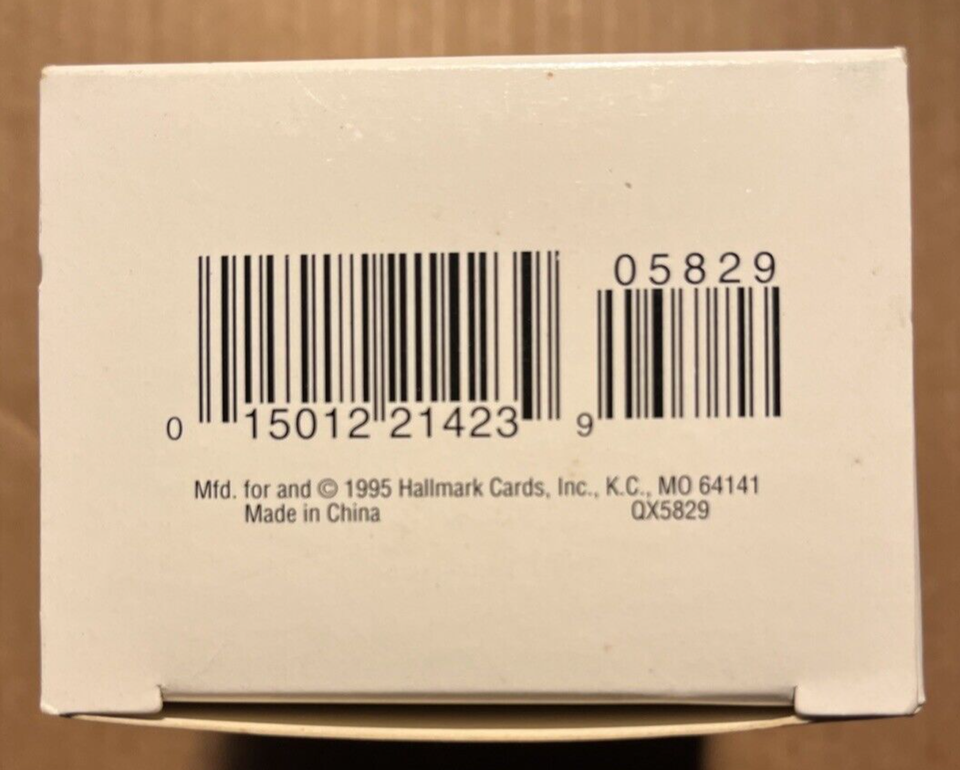 05829
0 15012 21423 9
Mfd. for and © 1995 Hallmark Cards, Inc., K.C., MO 64141
Made in China QX5829